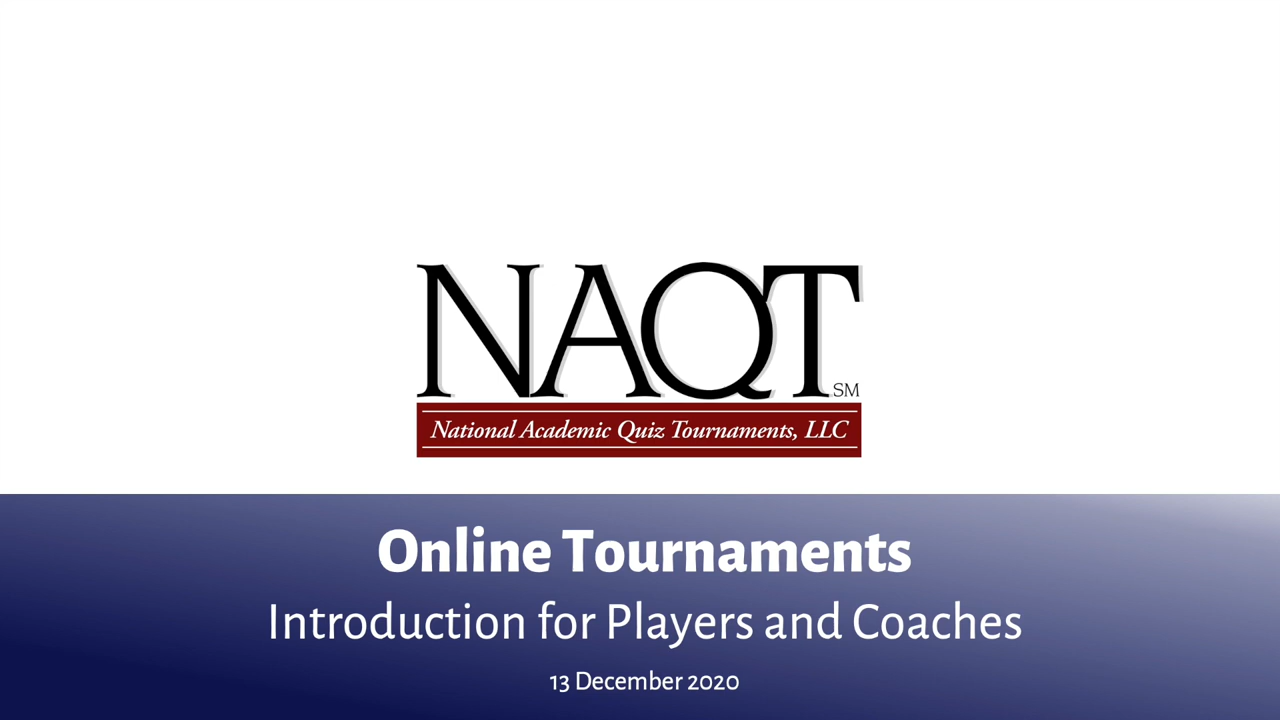 NAQT
SM
National Academic Quiz Tournaments, LLC
Online Tournaments
Introduction for Players and Coaches
13 December 2020